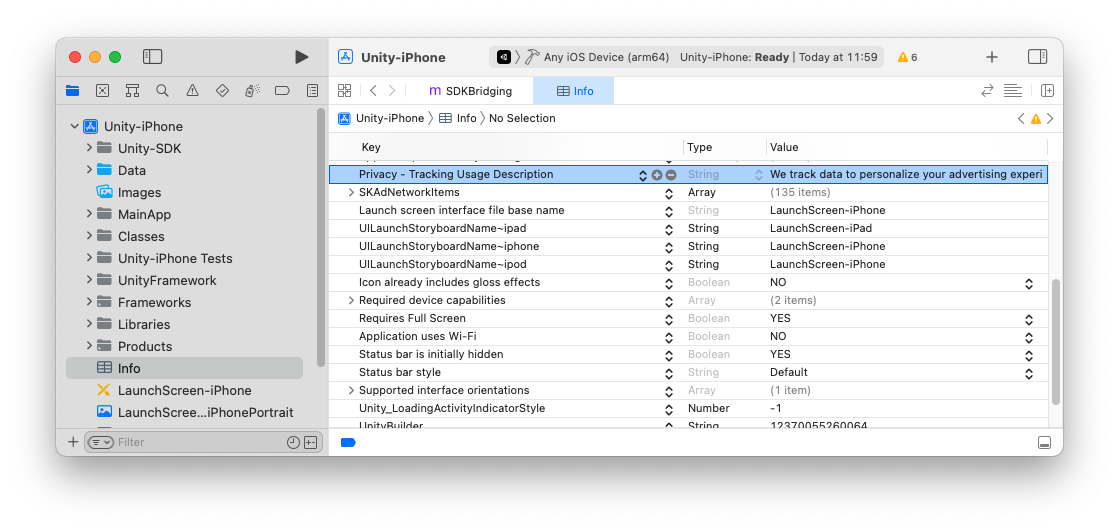 Unity-iPhone
Any iOS Device (arm64)
Unity-iPhone: Ready | Today at 11:59
6
SDKBridging
Info
Unity-iPhone
Info
No Selection
Unity-iPhone
Unity-SDK
Data
Images
MainApp
Classes
Unity-iPhone Tests
UnityFramework
Frameworks
Libraries
Products
Info
LaunchScreen-iPhone
LaunchScree...iPhonePortrait
Filter
Key Type Value
Privacy - Tracking Usage Description String We track data to personalize your advertising experi
SKAdNetworkItems Array (135 items)
Launch screen interface file base name String LaunchScreen-iPhone
UILaunchStoryboardName~ipad String LaunchScreen-iPad
UILaunchStoryboardName~iphone String LaunchScreen-iPhone
UILaunchStoryboardName~ipod String LaunchScreen-iPhone
Icon already includes gloss effects Boolean NO
Required device capabilities Array (2 items)
Requires Full Screen Boolean YES
Application uses Wi-Fi Boolean NO
Status bar is initially hidden Boolean YES
Status bar style String Default
Supported interface orientations Array (1 item)
Unity_LoadingActivityIndicatorStyle Number -1
UnityBuilder String 12370055260064